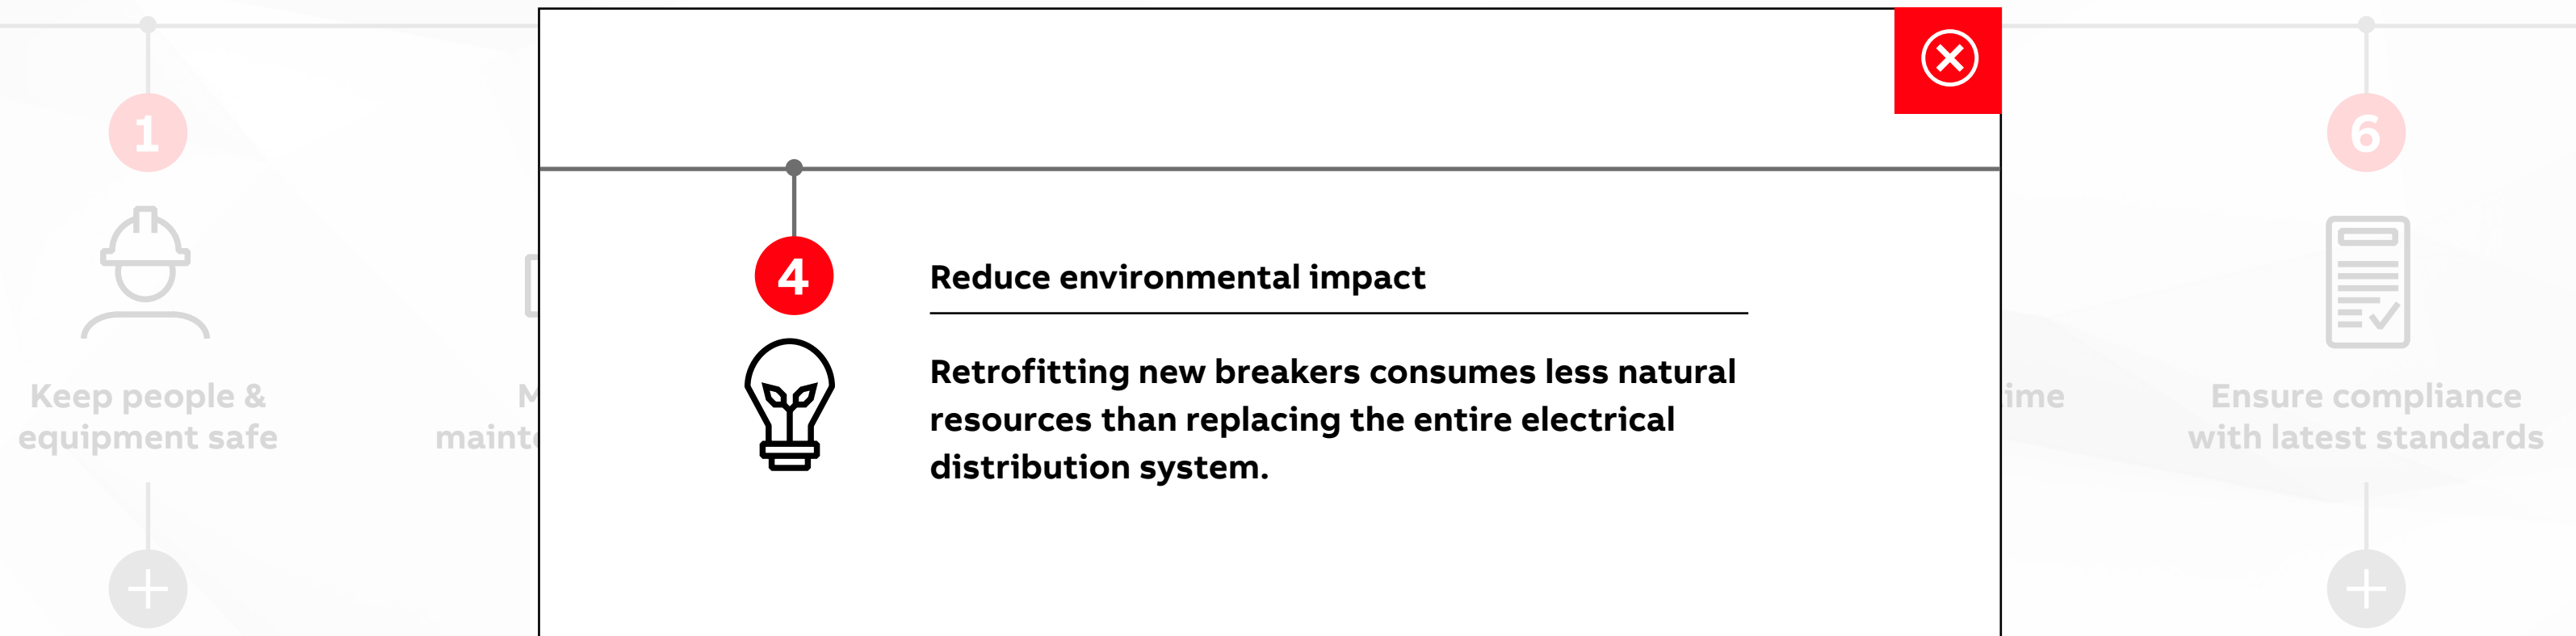 1
Keep people &
equipment safe
4
Reduce environmental impact
Retrofitting new breakers consumes less natural
resources than replacing the entire electrical
distribution system.
6
Ensure compliance
with latest standards